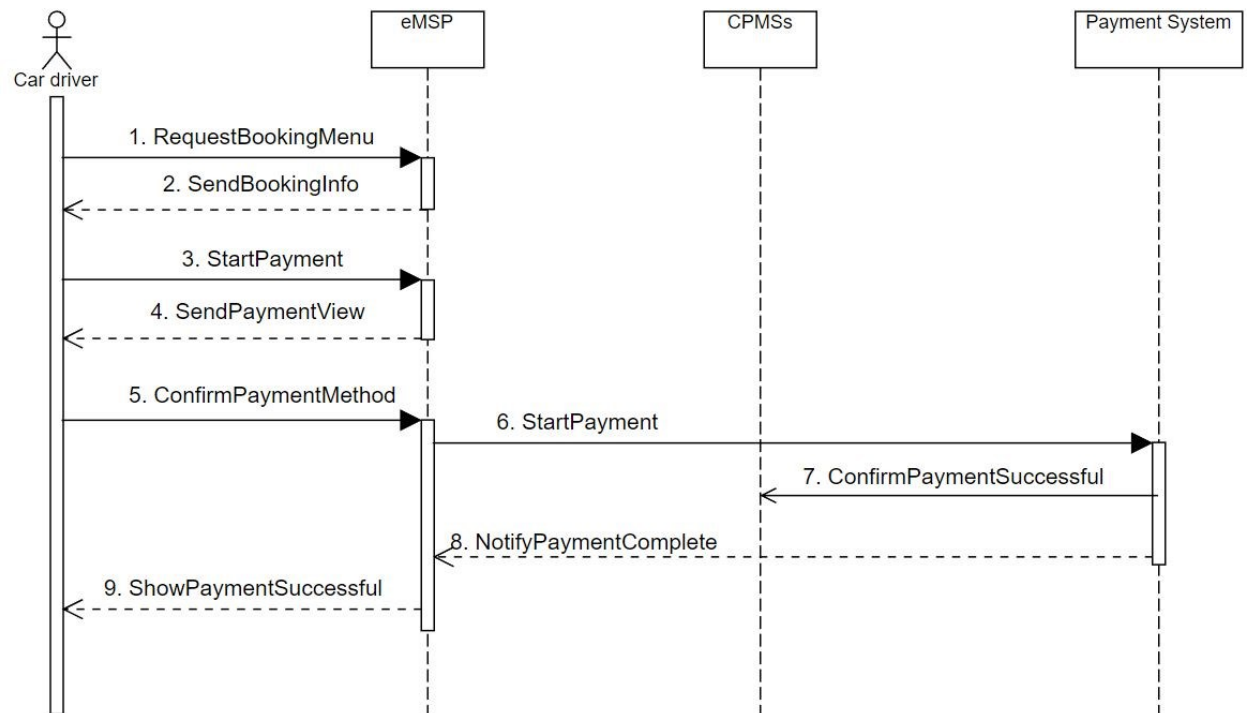 eMSP
CPMSs
Payment System
Car driver
1. RequestBookingMenu
2. SendBookingInfo
3. StartPayment
4. SendPaymentView
5. ConfirmPaymentMethod
6. StartPayment
7. ConfirmPaymentSuccessful
8. NotifyPaymentComplete
9. ShowPaymentSuccessful